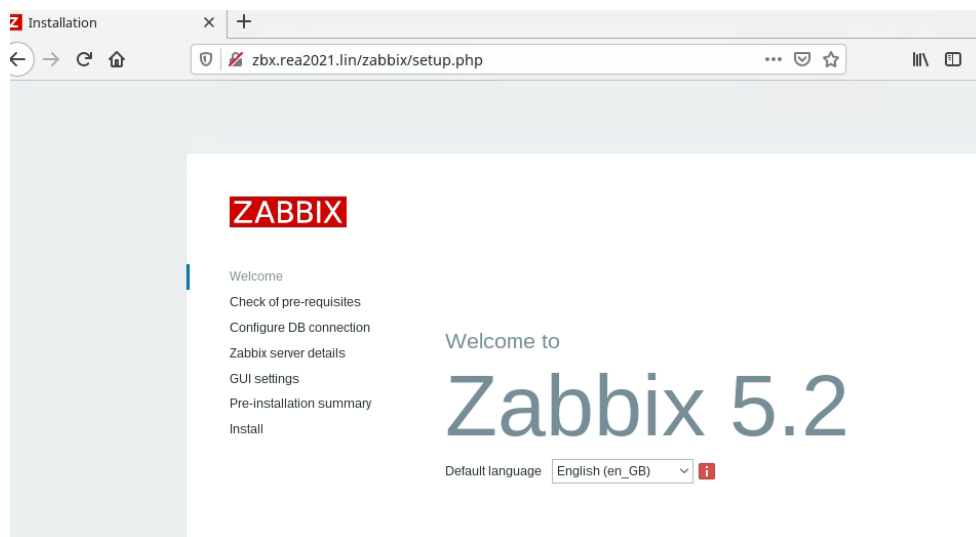 Z Installation
zbx.rea2021.lin/zabbix/setup.php
ZABBIX
Welcome
Check of pre-requisites
Configure DB connection
Zabbix server details
GUI settings
Pre-installation summary
Install
Welcome to
Zabbix 5.2
Default language English (en_GB) i